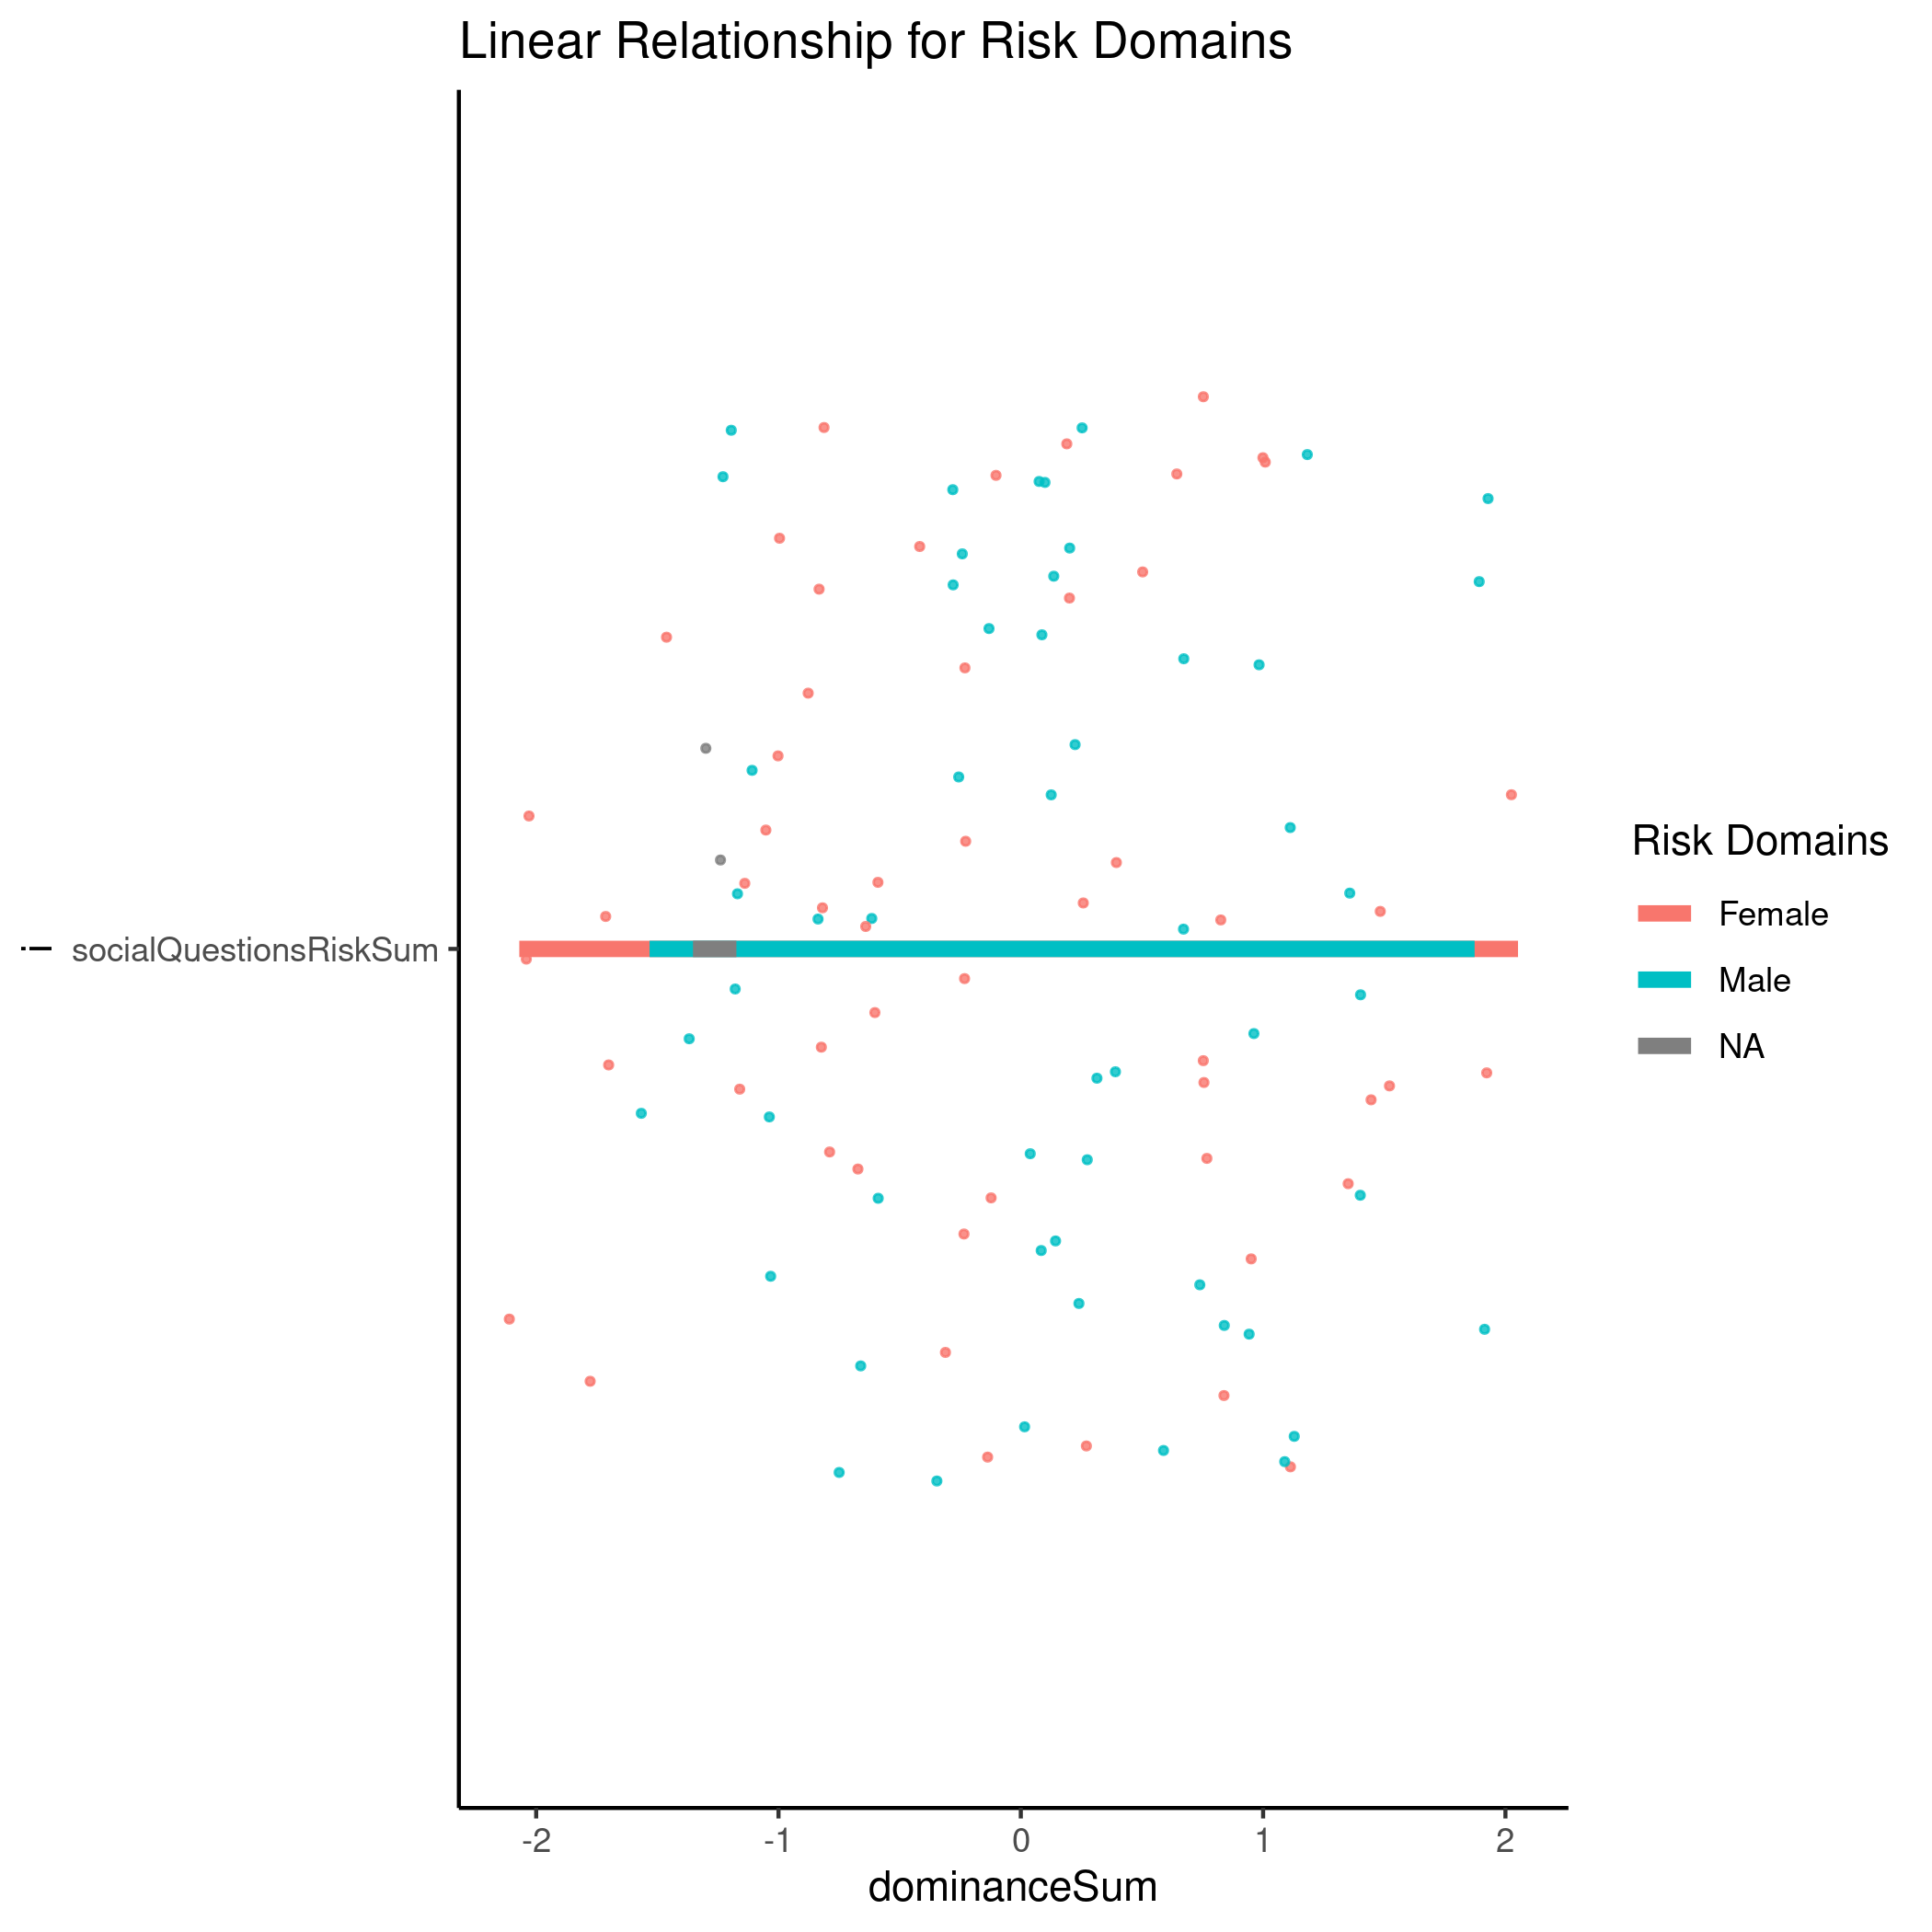 Linear Relationship for Risk Domains
socialQuestionsRiskSum
Risk Domains
Female
Male
NA
-2 -1 0 1 2
dominanceSum